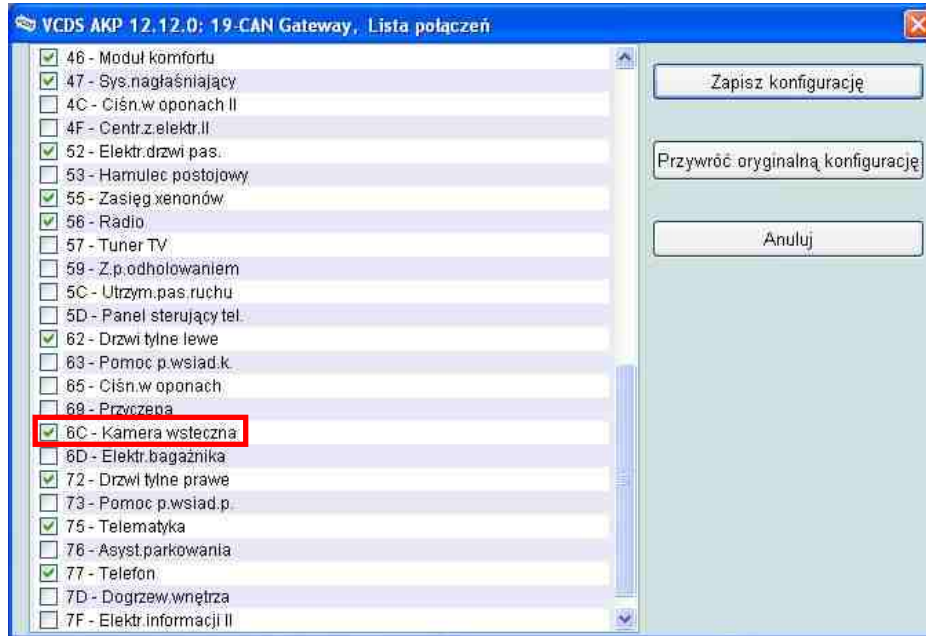 VCDS AKP 12.12.0: 19-CAN Gateway, Lista połączeń
46 - Moduł komfortu
47 - Sys.nagłaśniający
4C - Ciśn.w oponach II
4F - Centr.z.elektr.II
52 - Elektr.drzwi pas.
53 - Hamulec postojowy
55 - Zasięg xenonów
56 - Radio
57 - Tuner TV
59 - Z.p.odholowaniem
5C - Utrzym.pas.ruchu
5D - Panel sterujący tel.
62 - Drzwi tylne lewe
63 - Pomoc p.wsiad.k.
65 - Ciśn.w oponach
69 - Przyczepa
6C - Kamera wsteczna
6D - Elektr.bagażnika
72 - Drzwi tylne prawe
73 - Pomoc p.wsiad.p.
75 - Telematyka
76 - Asyst.parkowania
77 - Telefon
7D - Dogrzew.wnętrza
7F - Elektr.informacji II
Zapisz konfigurację
Przywróć oryginalną konfigurację
Anuluj